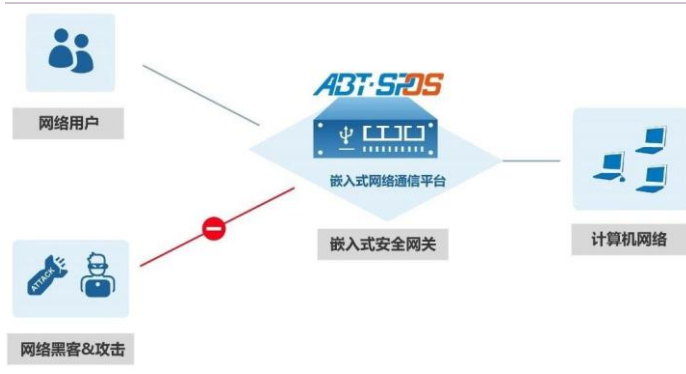 网络用户
ABT·SPOS
嵌入式网络通信平台
嵌入式安全网关
计算机网络
ATTACK
网络黑客&攻击